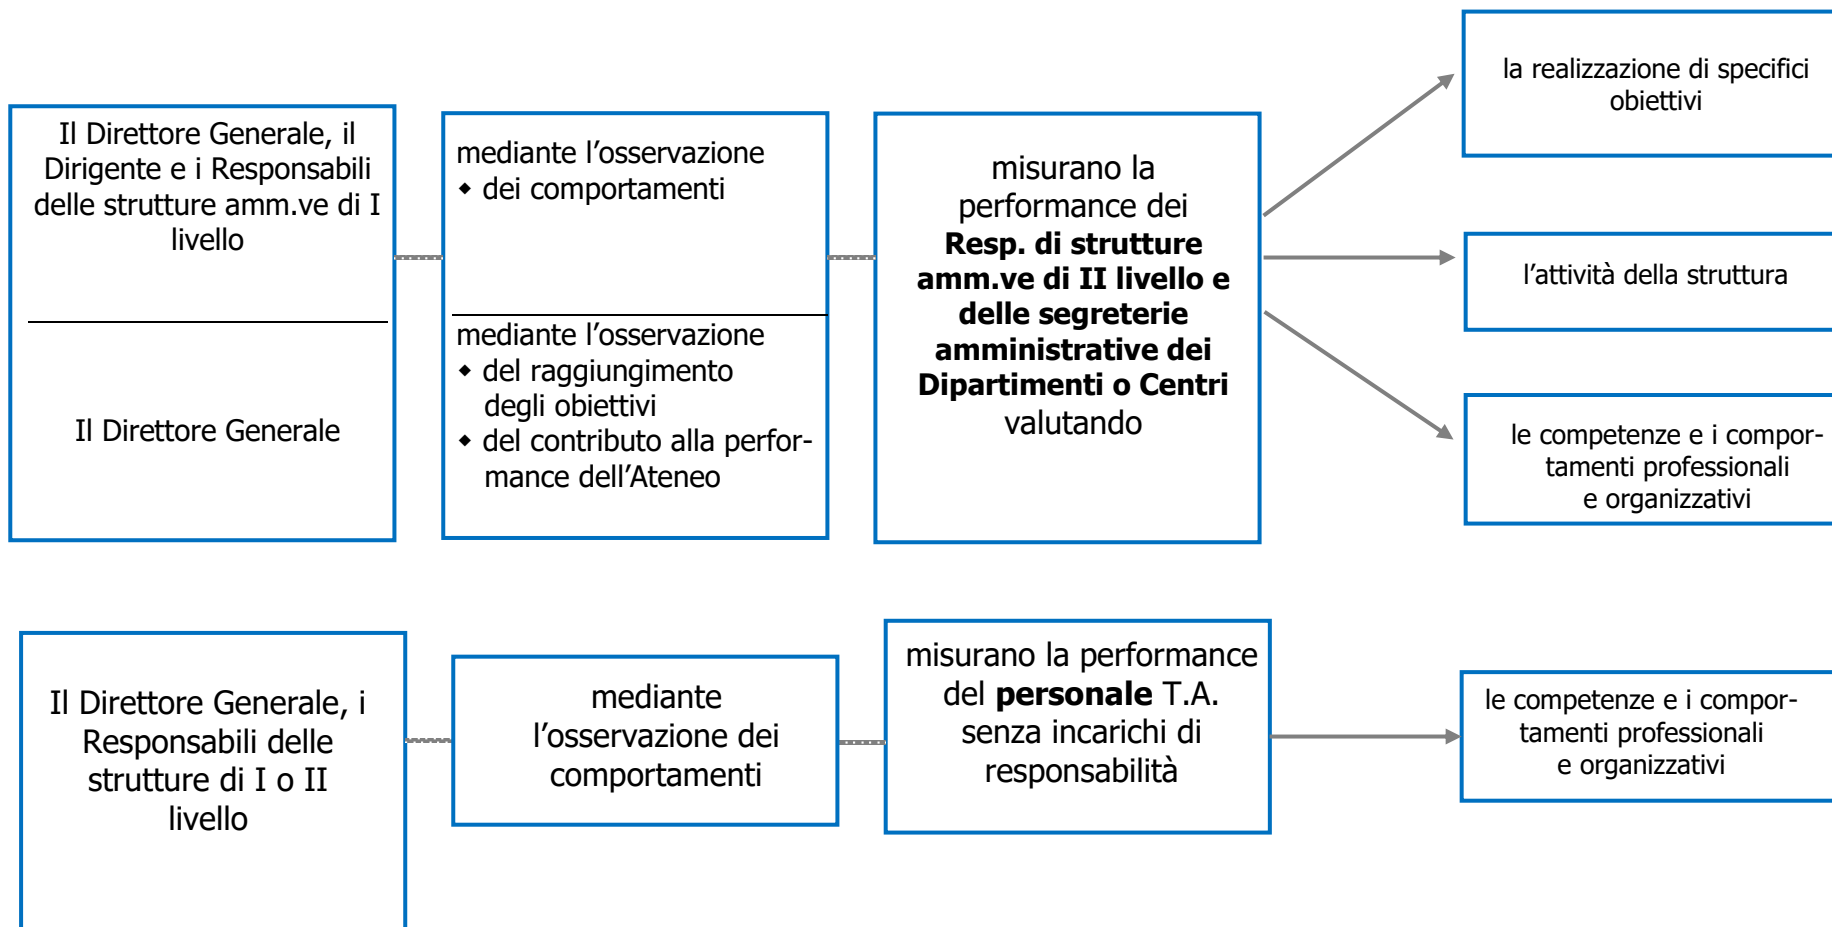 Il Direttore Generale, il
Dirigente e i Responsabili
delle strutture amm.ve di I
livello
Il Direttore Generale
mediante l’osservazione
◆ dei comportamenti
mediante l’osservazione
◆ del raggiungimento
degli obiettivi
◆ del contributo alla perfor-
mance dell’Ateneo
misurano la
performance dei
Resp. di strutture
amm.ve di II livello e
delle segreterie
amministrative dei
Dipartimenti o Centri
valutando
la realizzazione di specifici
obiettivi
l’attività della struttura
le competenze e i compor-
tamenti professionali
e organizzativi
Il Direttore Generale, i
Responsabili delle
strutture di I o II
livello
mediante
l’osservazione dei
comportamenti
misurano la performance
del personale T.A.
senza incarichi di
responsabilità
le competenze e i compor-
tamenti professionali
e organizzativi